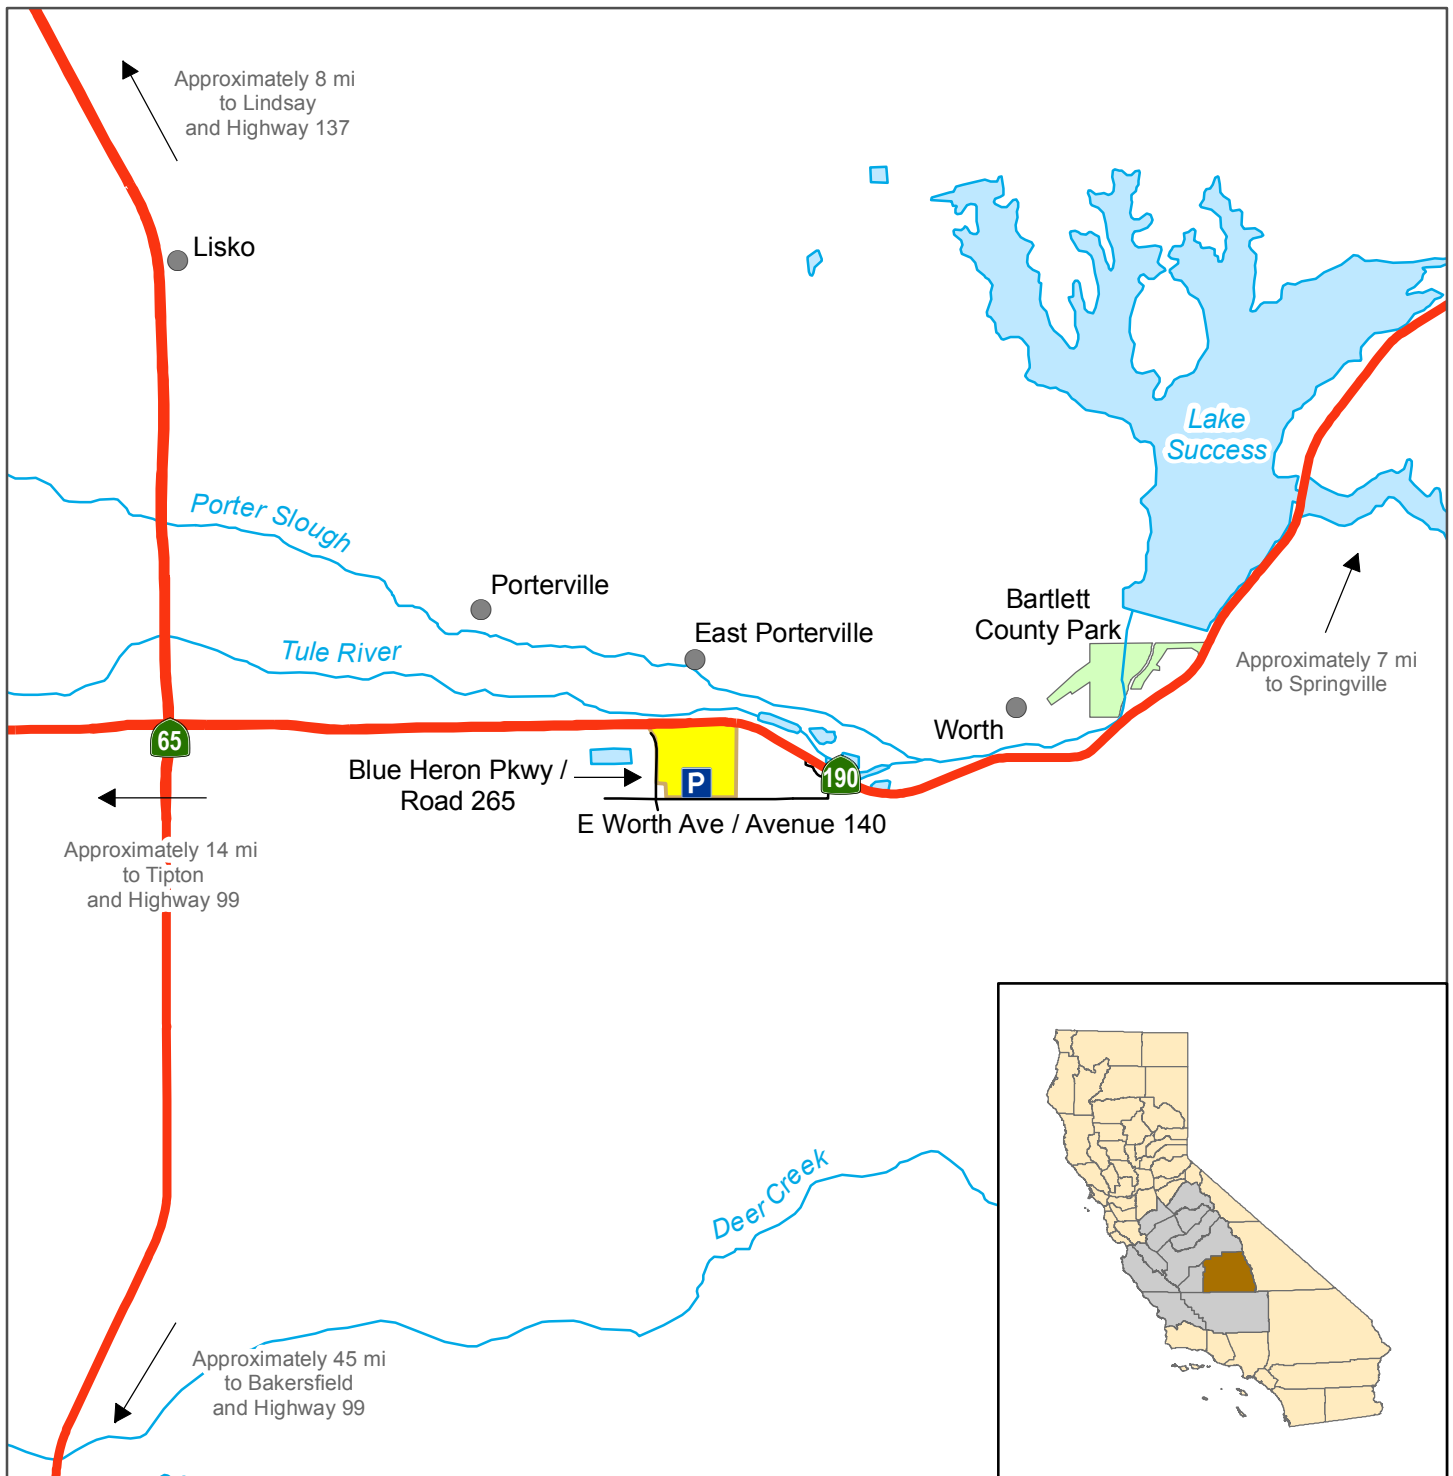 Approximately 8 mi
to Lindsay
and Highway 137
Lisko
Lake
Success
Porter Slough
Porterville
Bartlett
County Park
East Porterville
Tule River
Approximately 7 mi
to Springville
Worth
65
Blue Heron Pkwy /
Road 265
P
190
E Worth Ave / Avenue 140
Approximately 14 mi
to Tipton
and Highway 99
Deer Creek
Approximately 45 mi
to Bakersfield
and Highway 99